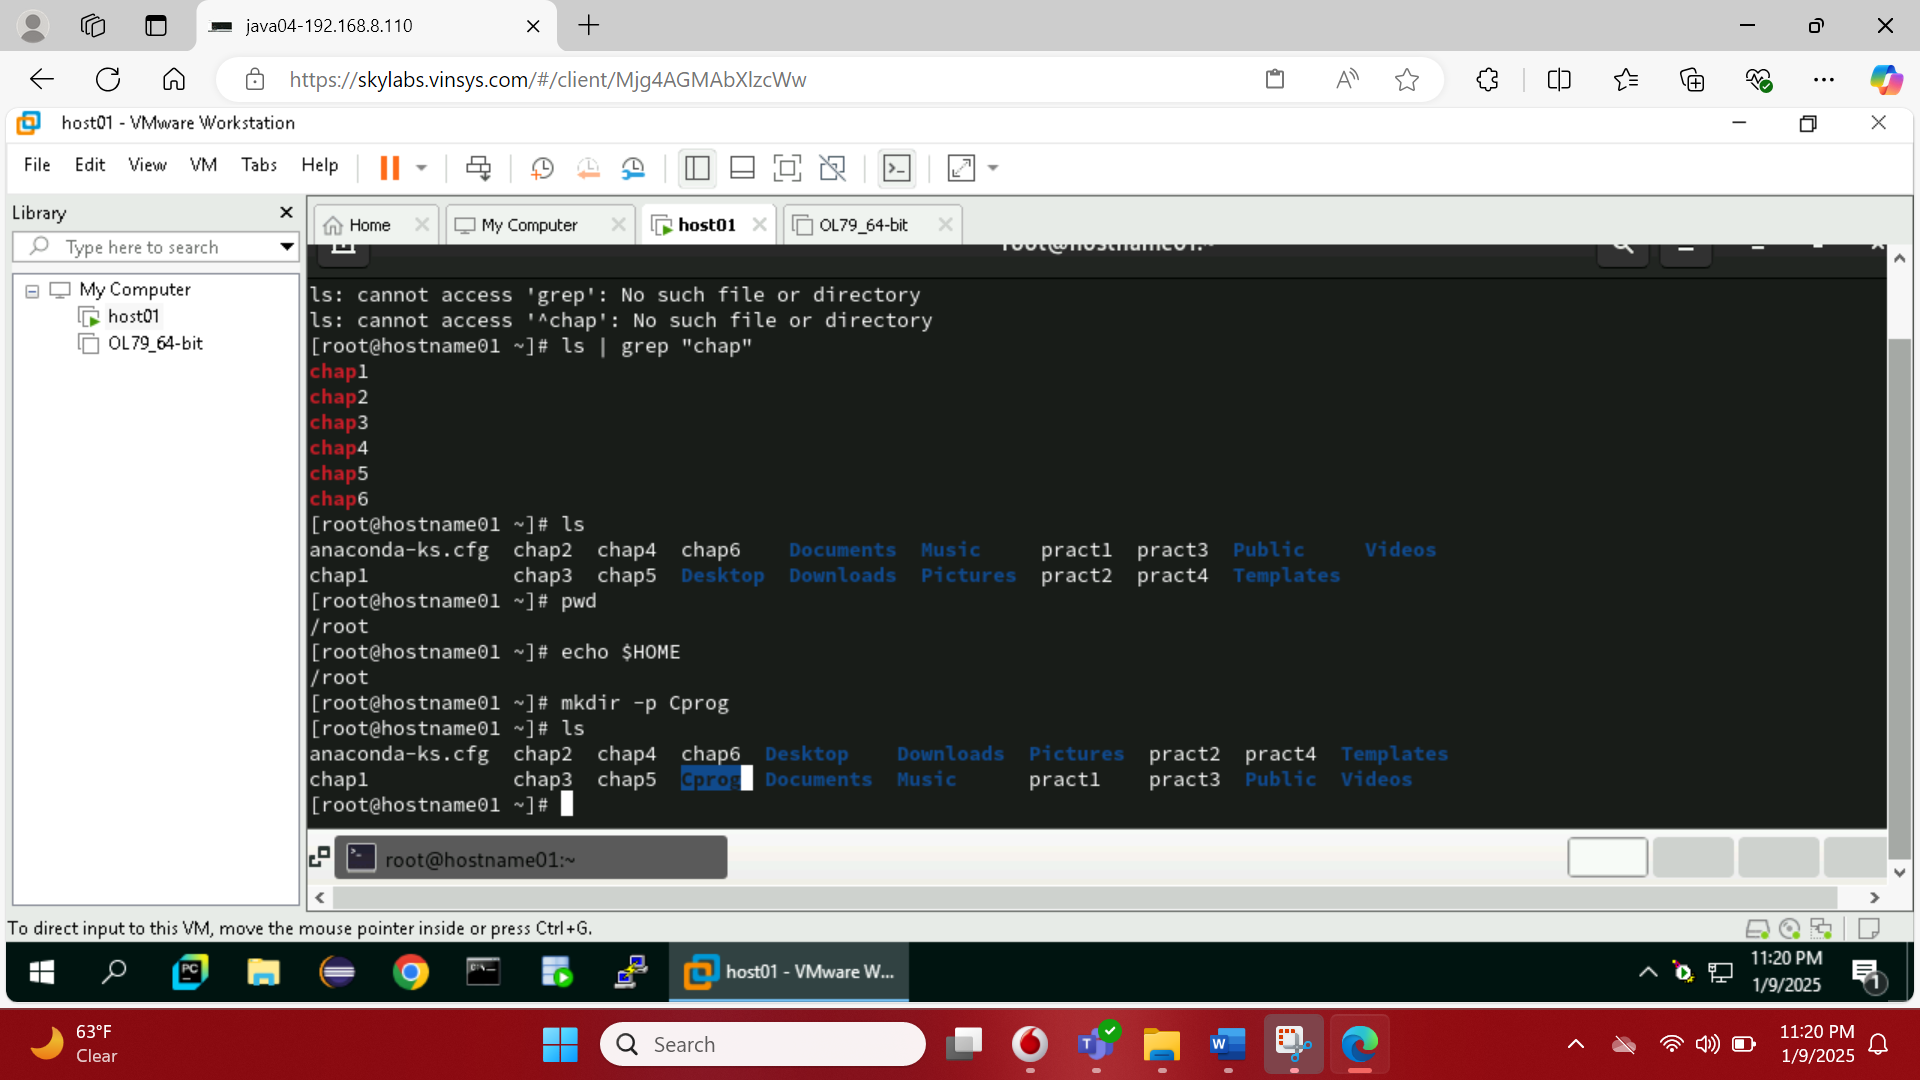 java04-192.168.8.110
https://skylabs.vinsys.com/#/client/Mjg4AGMAbXlzcWw
host01 - VMware Workstation
File Edit View VM Tabs Help
Library
Home My Computer host01 OL79_64-bit
Type here to search
root@hostname01:~
My Computer
host01
OL79_64-bit
ls: cannot access 'grep': No such file or directory
ls: cannot access '^chap': No such file or directory
[root@hostname01 ~]# ls | grep "chap"
chap1
chap2
chap3
chap4
chap5
chap6
[root@hostname01 ~]# ls
anaconda-ks.cfg chap2 chap4 chap6 Documents Music pract1 pract3 Public Videos
chap1 chap3 chap5 Desktop Downloads Pictures pract2 pract4 Templates
[root@hostname01 ~]# pwd
/root
[root@hostname01 ~]# echo $HOME
/root
[root@hostname01 ~]# mkdir -p Cprog
[root@hostname01 ~]# ls
anaconda-ks.cfg chap2 chap4 chap6 Desktop Downloads Pictures pract2 pract4 Templates
chap1 chap3 chap5 Cprog Documents Music pract1 pract3 Public Videos
[root@hostname01 ~]#
root@hostname01:~
To direct input to this VM, move the mouse pointer inside or press Ctrl+G.
host01 - VMware W...
11:20 PM
1/9/2025
1
63°F
Clear
Search
11:20 PM
1/9/2025